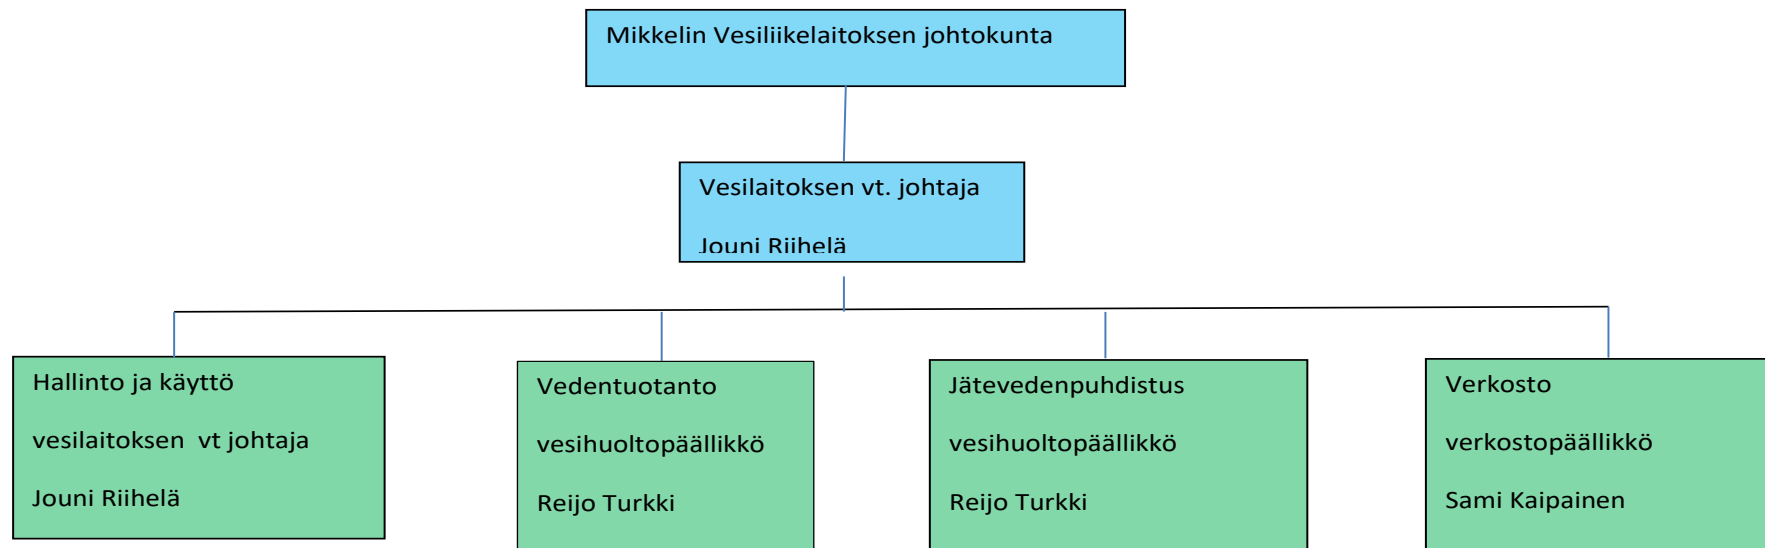 Mikkelin Vesiliikelaitoksen johtokunta
Vesilaitoksen vt. johtaja
Jouni Riihelä
Hallinto ja käyttö
vesilaitoksen vt johtaja
Jouni Riihelä
Vedentuotanto
vesihuoltopäällikkö
Reijo Turkki
Jätevedenpuhdistus
vesihuoltopäällikkö
Reijo Turkki
Verkosto
verkostopäällikkö
Sami Kaipainen